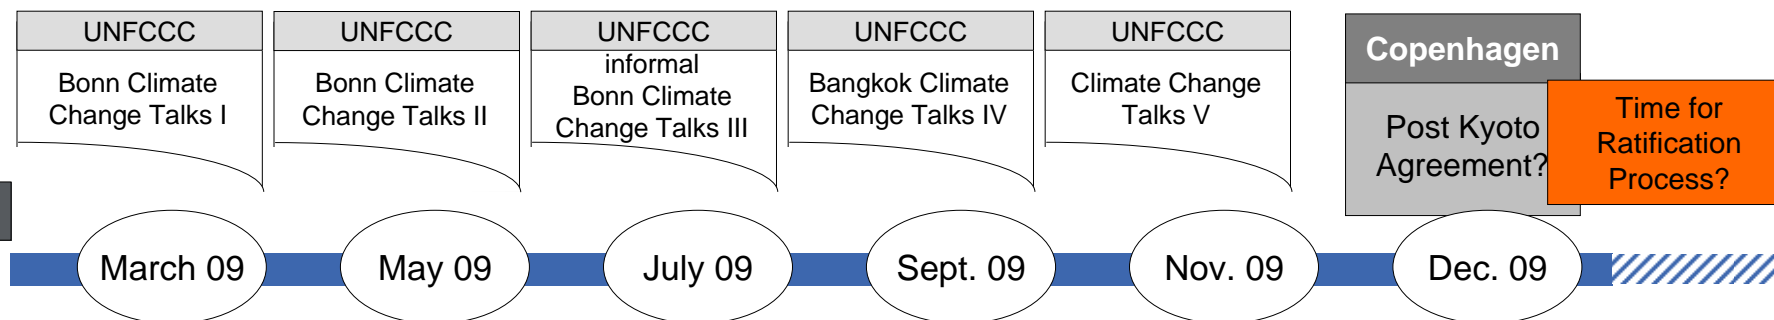 UNFCCC
Bonn Climate
Change Talks I
UNFCCC
Bonn Climate
Change Talks II
UNFCCC
informal
Bonn Climate
Change Talks III
UNFCCC
Bangkok Climate
Change Talks IV
UNFCCC
Climate Change
Talks V
Copenhagen
Post Kyoto
Agreement?
Time for
Ratification
Process?
March 09
May 09
July 09
Sept. 09
Nov. 09
Dec. 09